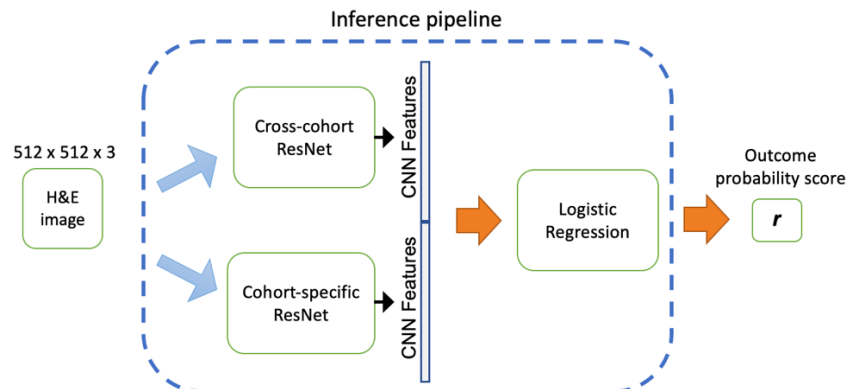 Inference pipeline
512 x 512 x 3
H&E
image
Cross-cohort
ResNet
CNN Features
Cohort-specific
ResNet
CNN Features
Logistic
Regression
Outcome
probability score
r